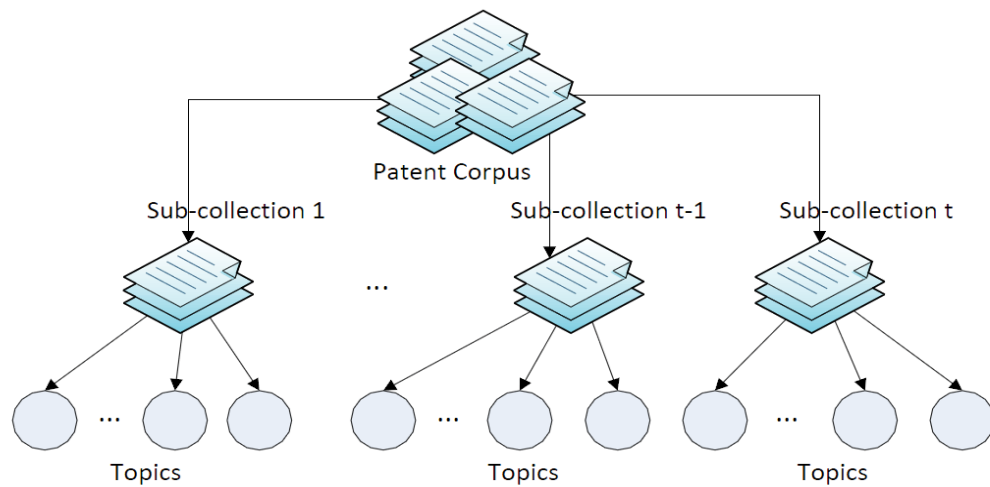 Patent Corpus
Sub-collection 1
Sub-collection t-1
Sub-collection t
...
... ... ...
Topics
Topics
Topics